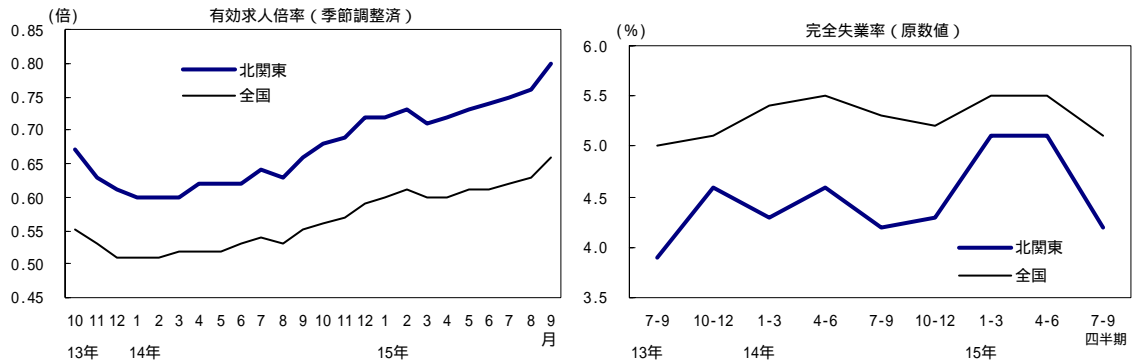 (倍)
有効求人倍率（季節調整済）
0.85
0.80
0.75
0.70
0.65
0.60
0.55
0.50
0.45
北関東
全国
10 11 12 1 2 3 4 5 6 7 8 9 10 11 12 1 2 3 4 5 6 7 8 9
月
13年 14年 15年
(％)
完全失業率（原数値）
6.0
5.5
5.0
4.5
4.0
3.5
北関東
全国
7-9 10-12 1-3 4-6 7-9 10-12 1-3 4-6 7-9
四半期
13年 14年 15年